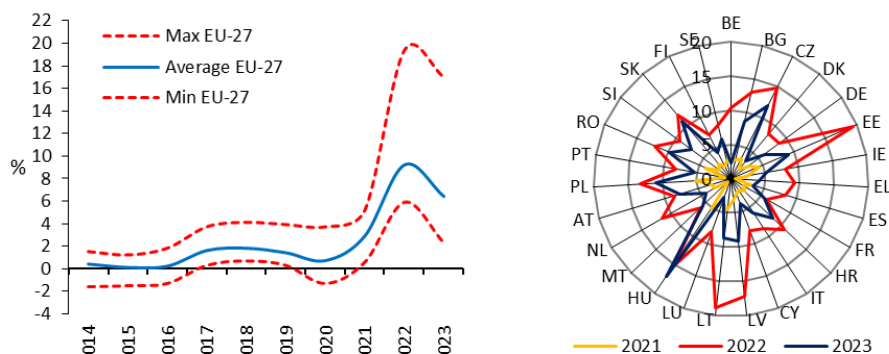 22
20
18
16
14
12
10
8
6
4
2
0
-2
-4
%
Max EU-27
Average EU-27
Min EU-27
014
015
016
017
018
019
020
021
022
023
BE
BG
CZ
DK
DE
EE
IE
EL
ES
FR
HR
IT
CY
LV
LT
LU
HU
MT
NL
AT
PL
PT
RO
SI
SK
FI
SE
20
15
10
5
0
2021 2022 2023